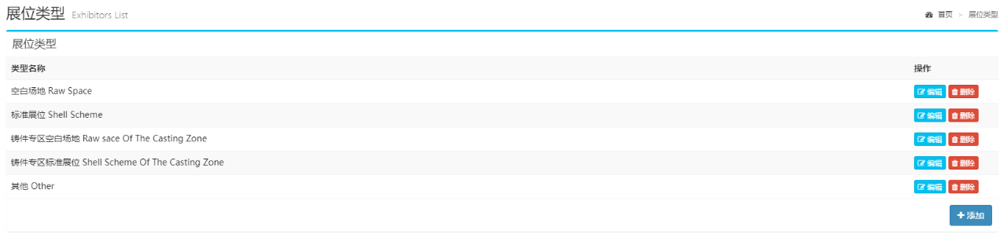 展位类型 Exhibitors List
首页 > 展位类型
展位类型
类型名称 操作
空白场地 Raw Space 编辑 删除
标准展位 Shell Scheme 编辑 删除
铸件专区空白场地 Raw sace Of The Casting Zone 编辑 删除
铸件专区标准展位 Shell Scheme Of The Casting Zone 编辑 删除
其他 Other 编辑 删除
+ 添加